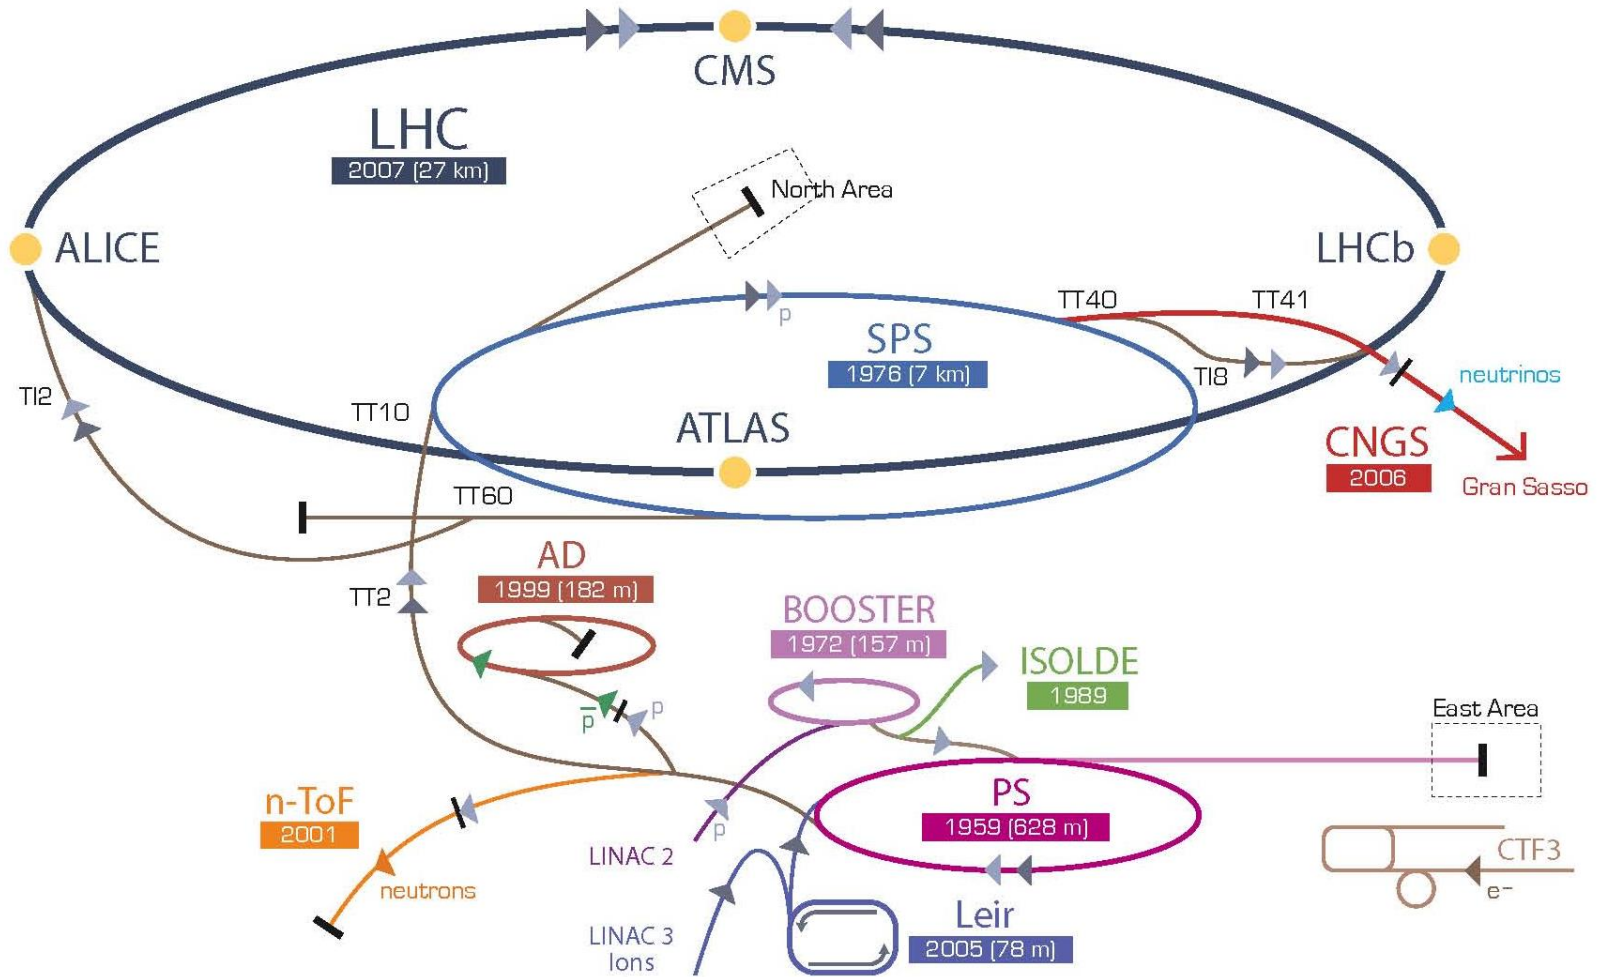 CMS
LHC
2007 (27 km)
North Area
ALICE
LHCb
TT40
TT41
p
SPS
1976 (7 km)
TI8
neutrinos
TI2
TT10
ATLAS
CNGS
2006
Gran Sasso
TT60
AD
1999 (182 m)
TT2
BOOSTER
1972 (157 m)
ISOLDE
1989
p̅
p
East Area
n-ToF
2001
PS
1959 (628 m)
p
LINAC 2
CTF3
neutrons
e-
Leir
2005 (78 m)
LINAC 3
Ions